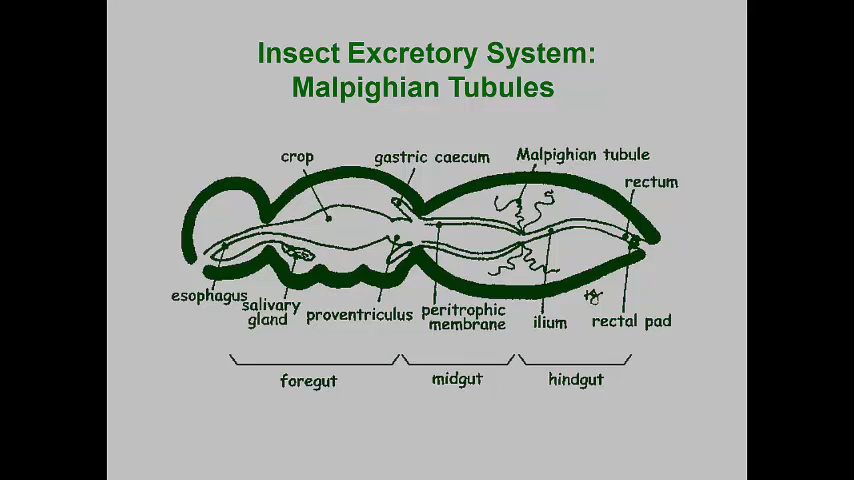 Insect Excretory System:
Malpighian Tubules
crop
gastric caecum
Malpighian tubule
rectum
esophagus
salivary
gland
proventriculus
peritrophic
membrane
ilium
rectal pad
foregut
midgut
hindgut